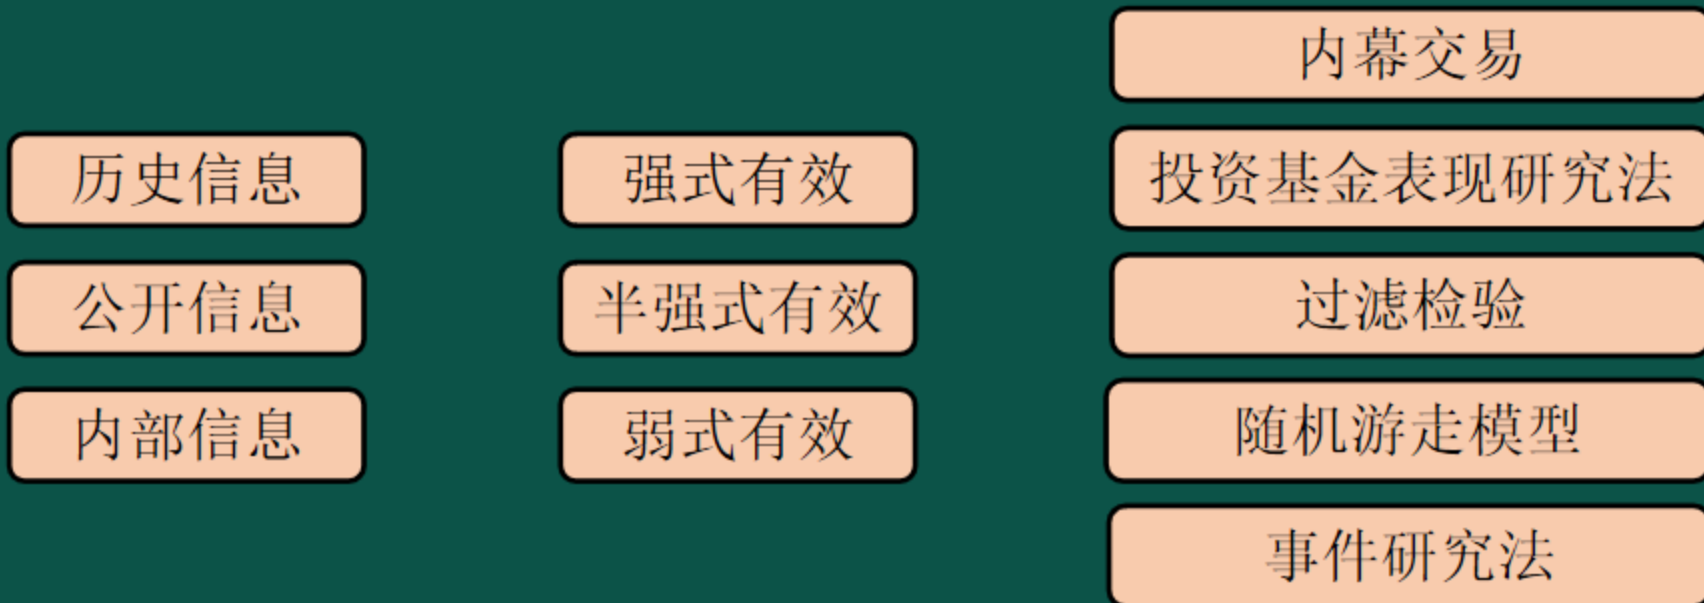 内幕交易
历史信息
强式有效
投资基金表现研究法
公开信息
半强式有效
过滤检验
内部信息
弱式有效
随机游走模型
事件研究法